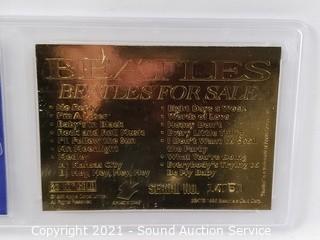 BEATLES
BEATLES FOR SALE
No Reply
I'm A Loser
Baby's In Black
Rock and Roll Music
I'll Follow the Sun
Mr. Moonlight
Medley
A) Kansas City
B) Hey, Hey, Hey, Hey
Eight Days a Week
Words of Love
Honey Don't
Every Little Thing
I Don't Want to Spoil
the Party
What You're Doing
Everybody's Trying to
Be My Baby
SERIAL NO.
Copyright 2021 - Sound Auction Service